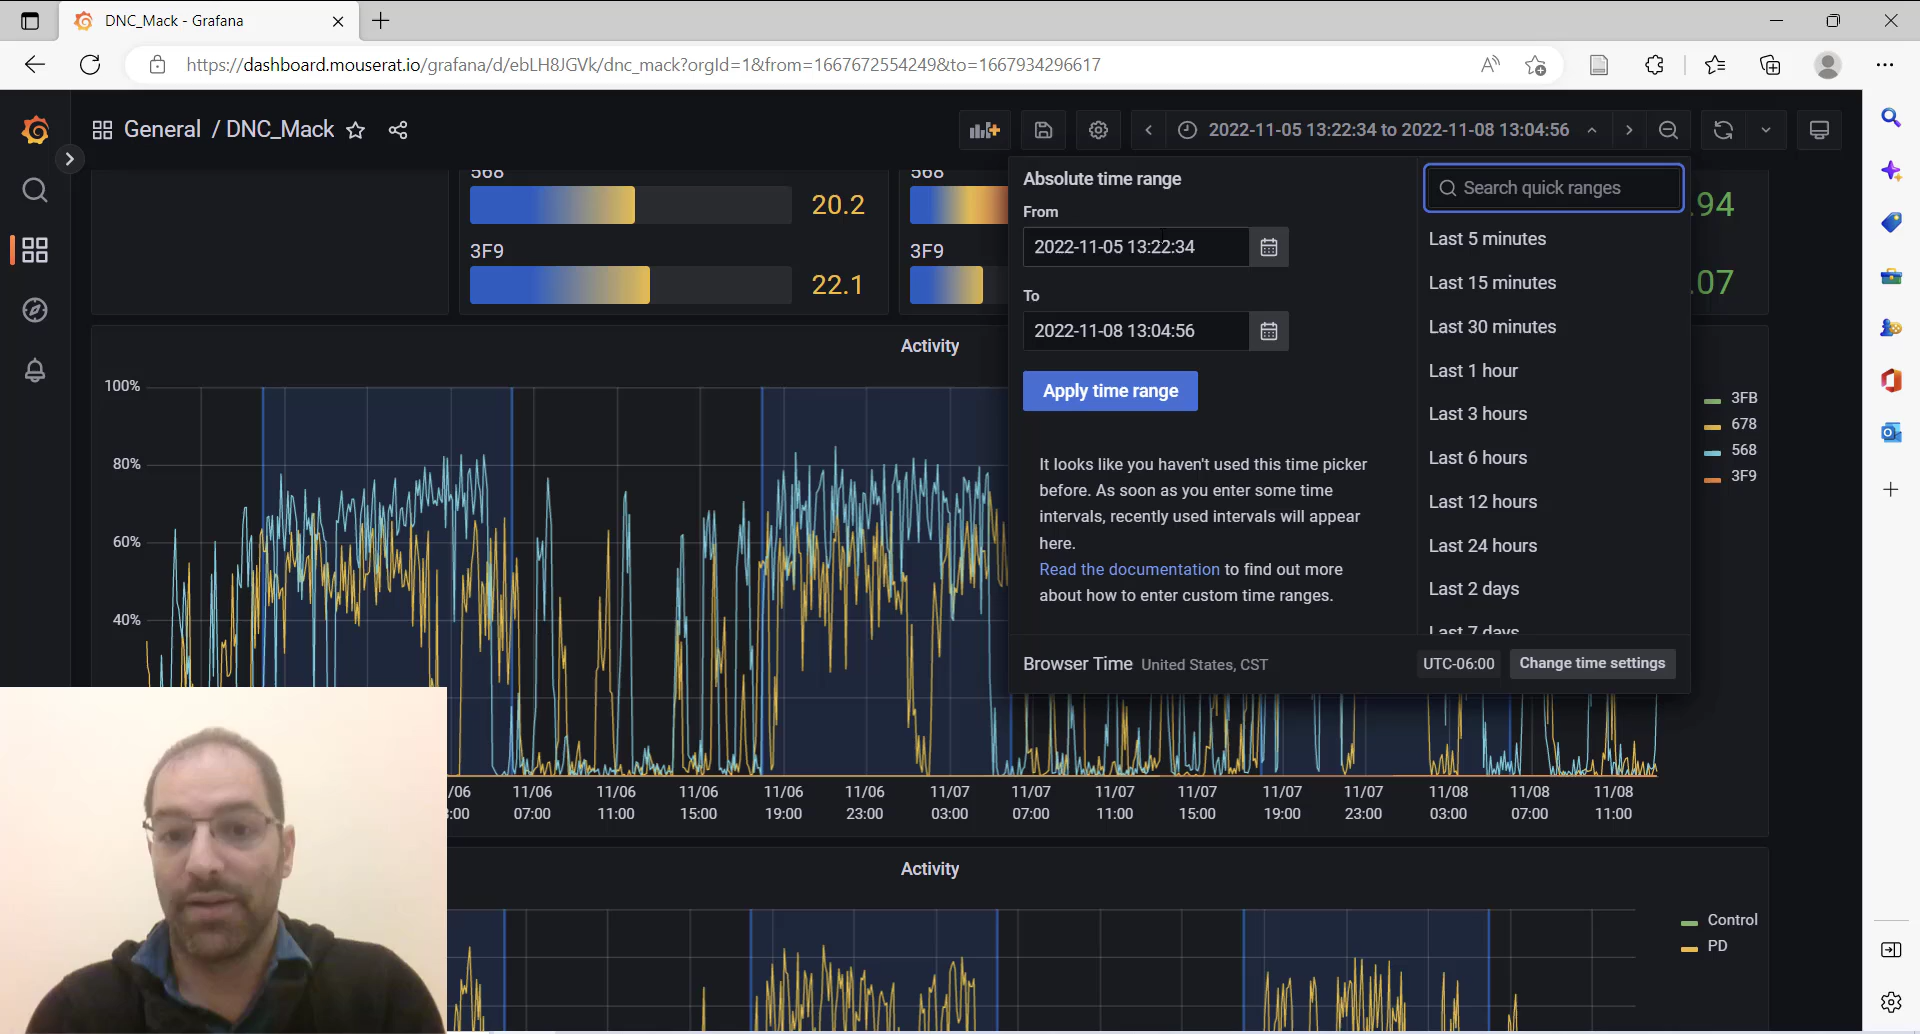 DNC_Mack - Grafana
https://dashboard.mouserat.io/grafana/d/ebLH8JGVk/dnc_mack?orgId=1&from=1667672554249&to=1667934296617
General / DNC_Mack
2022-11-05 13:22:34 to 2022-11-08 13:04:56
568
20.2
3F9
22.1
568
3F9
.94
.07
Absolute time range
From
2022-11-05 13:22:34
To
2022-11-08 13:04:56
Apply time range
It looks like you haven't used this time picker
before. As soon as you enter some time
intervals, recently used intervals will appear
here.
Read the documentation to find out more
about how to enter custom time ranges.
Search quick ranges
Last 5 minutes
Last 15 minutes
Last 30 minutes
Last 1 hour
Last 3 hours
Last 6 hours
Last 12 hours
Last 24 hours
Last 2 days
Last 7 days
Browser Time United States, CST
UTC-06:00
Change time settings
Activity
100%
80%
60%
40%
3FB
678
568
3F9
/06 11/06 11/06 11/06 11/06 11/06 11/07 11/07 11/07 11/07 11/07 11/07 11/08 11/08 11/08
:00 07:00 11:00 15:00 19:00 23:00 03:00 07:00 11:00 15:00 19:00 23:00 03:00 07:00 11:00
Activity
Control
PD